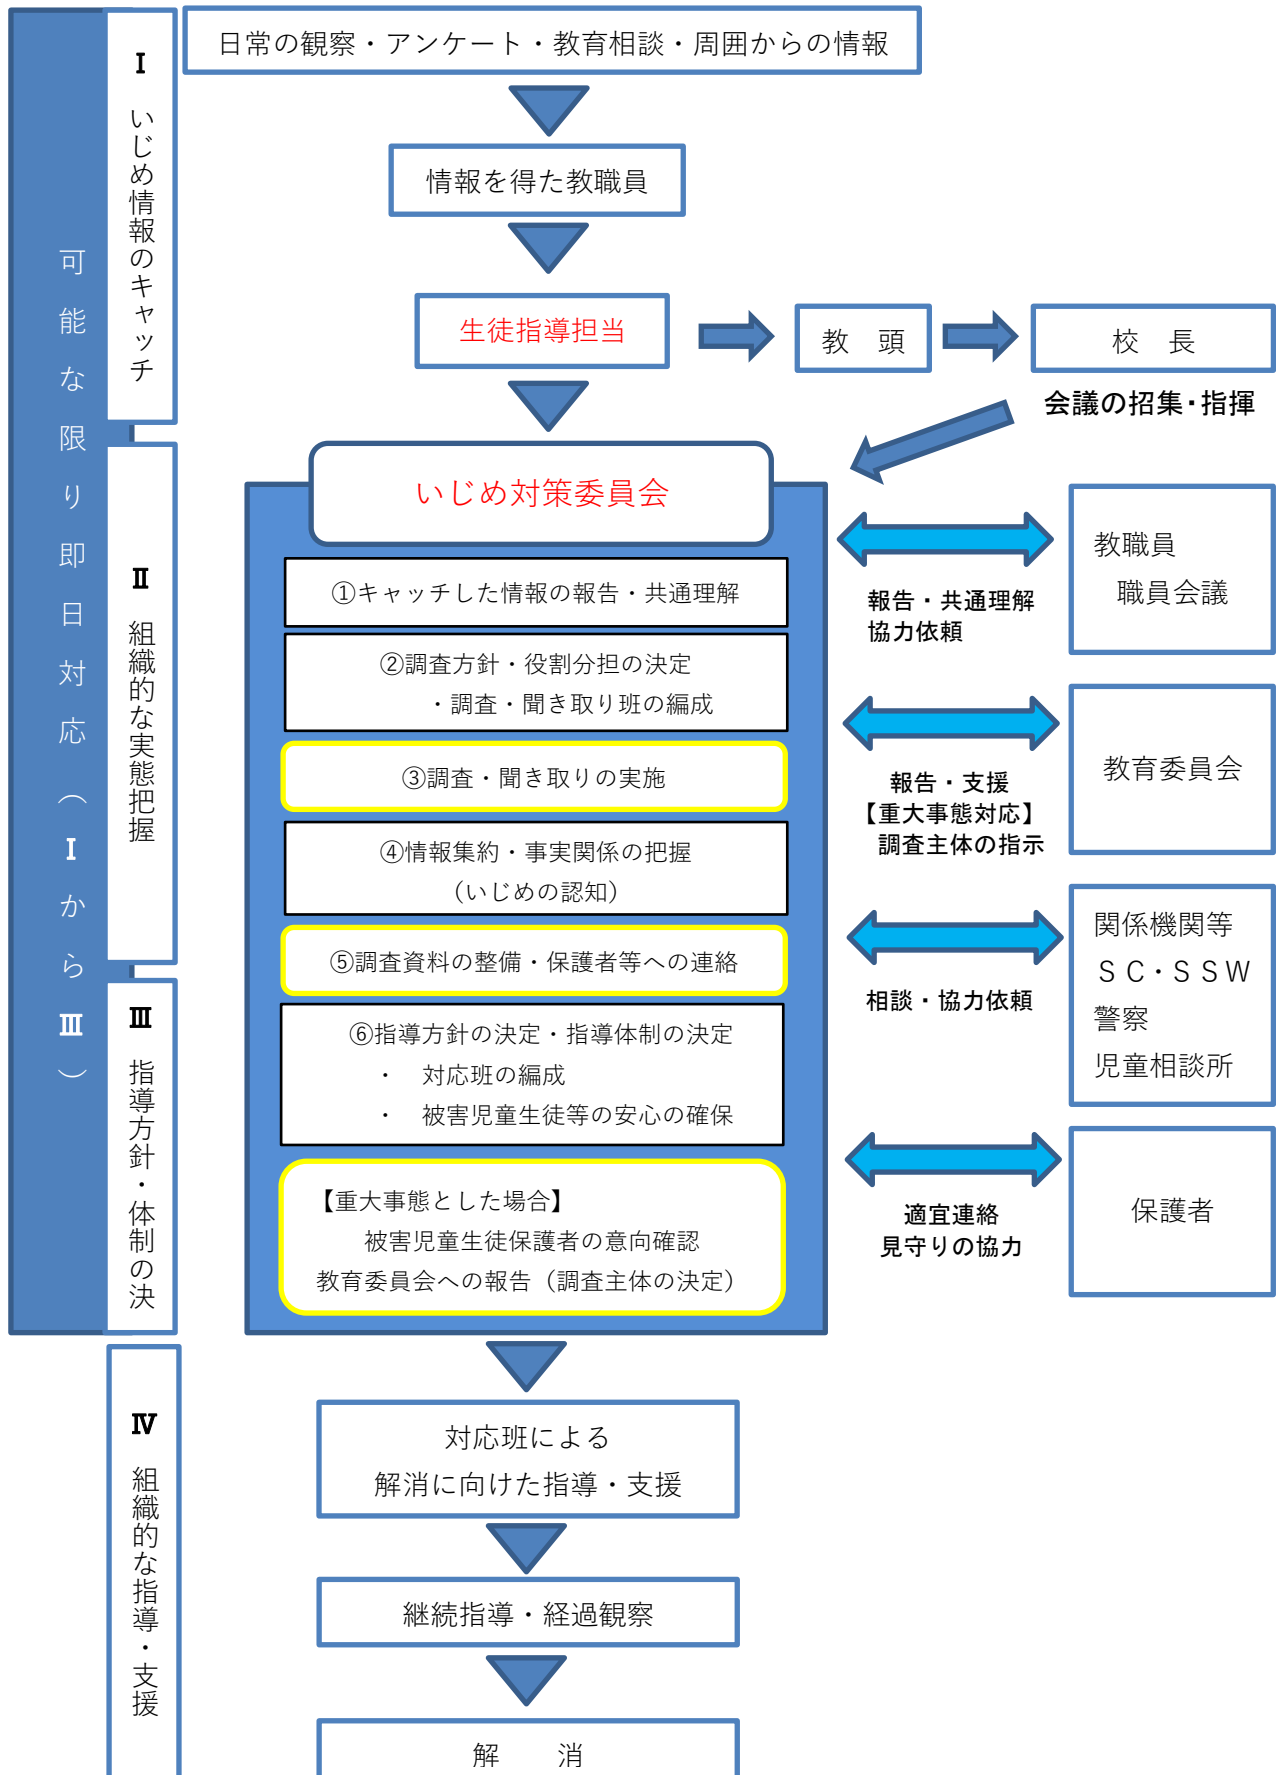 日常の観察・アンケート・教育相談・周囲からの情報
Ⅰ いじめ情報のキャッチ
可能な限り即日対応（ⅠからⅢ）
情報を得た教職員
生徒指導担当
教 頭
校 長
会議の招集・指揮
いじめ対策委員会
Ⅱ 組織的な実態把握
①キャッチした情報の報告・共通理解
②調査方針・役割分担の決定
・調査・聞き取り班の編成
③調査・聞き取りの実施
④情報集約・事実関係の把握
（いじめの認知）
⑤調査資料の整備・保護者等への連絡
Ⅲ 指導方針・体制の決
⑥指導方針の決定・指導体制の決定
・ 対応班の編成
・ 被害児童生徒等の安心の確保
【重大事態とした場合】
被害児童生徒保護者の意向確認
教育委員会への報告（調査主体の決定）
報告・共通理解
協力依頼
教職員
職員会議
報告・支援
【重大事態対応】
調査主体の指示
教育委員会
相談・協力依頼
関係機関等
ＳＣ・ＳＳＷ
警察
児童相談所
適宜連絡
見守りの協力
保護者
Ⅳ 組織的な指導・支援
対応班による
解消に向けた指導・支援
継続指導・経過観察
解 消